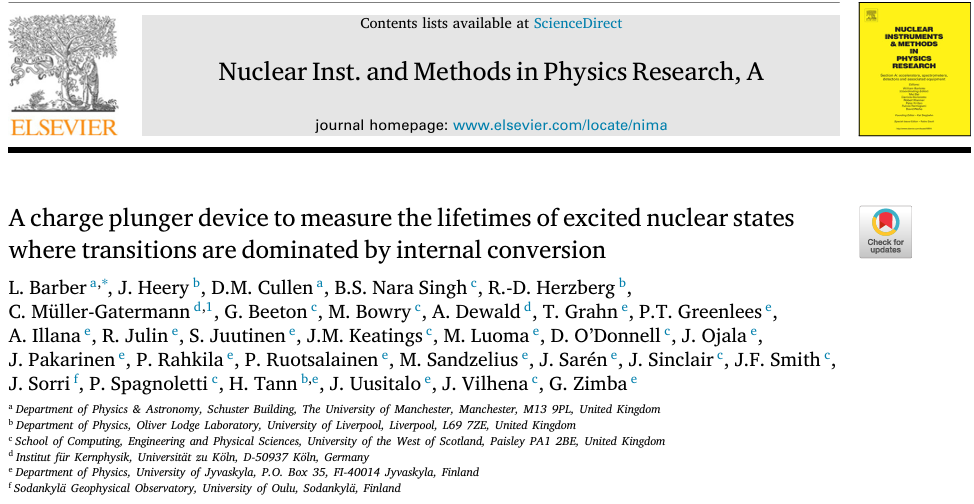 Contents lists available at ScienceDirect
Nuclear Inst. and Methods in Physics Research, A
journal homepage: www.elsevier.com/locate/nima
ELSEVIER
NUCLEAR
INSTRUMENTS
& METHODS
IN
PHYSICS
RESEARCH
A charge plunger device to measure the lifetimes of excited nuclear states
where transitions are dominated by internal conversion
Check for
updates
L. Barber a,*, J. Heery b, D.M. Cullen a, B.S. Nara Singh c, R.-D. Herzberg b,
C. Müller-Gatermann d,1, G. Beeton c, M. Bowry c, A. Dewald d, T. Grahn e, P.T. Greenlees e,
A. Illana e, R. Julin e, S. Juutinen e, J.M. Keatings c, M. Luoma e, D. O’Donnell c, J. Ojala e,
J. Pakarinen e, P. Rahkila e, P. Ruotsalainen e, M. Sandzelius e, J. Sarén e, J. Sinclair c, J.F. Smith c,
J. Sorri f, P. Spagnoletti c, H. Tann b,e, J. Uusitalo e, J. Vilhena c, G. Zimba e
a Department of Physics & Astronomy, Schuster Building, The University of Manchester, Manchester, M13 9PL, United Kingdom
b Department of Physics, Oliver Lodge Laboratory, University of Liverpool, Liverpool, L69 7ZE, United Kingdom
c School of Computing, Engineering and Physical Sciences, University of the West of Scotland, Paisley PA1 2BE, United Kingdom
d Institut für Kernphysik, Universität zu Köln, D-50937 Köln, Germany
e Department of Physics, University of Jyvaskyla, P.O. Box 35, FI-40014 Jyvaskyla, Finland
f Sodankylä Geophysical Observatory, University of Oulu, Sodankylä, Finland